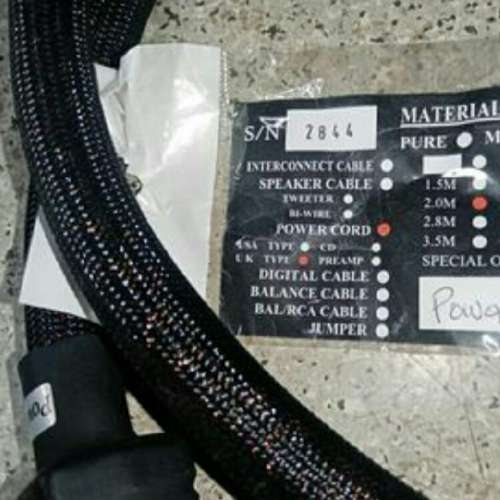 S/N 2844
INTERCONNECT CABLE
SPEAKER CABLE
TWEETER
BI-WIRE
POWER CORD
USA TYPE CD
UK TYPE PREAMP
DIGITAL CABLE
BALANCE CABLE
BAL/RCA CABLE
JUMPER
MATERIAL
PURE M
1.5M
2.0M
2.8M
3.5M
SPECIAL O
Powe